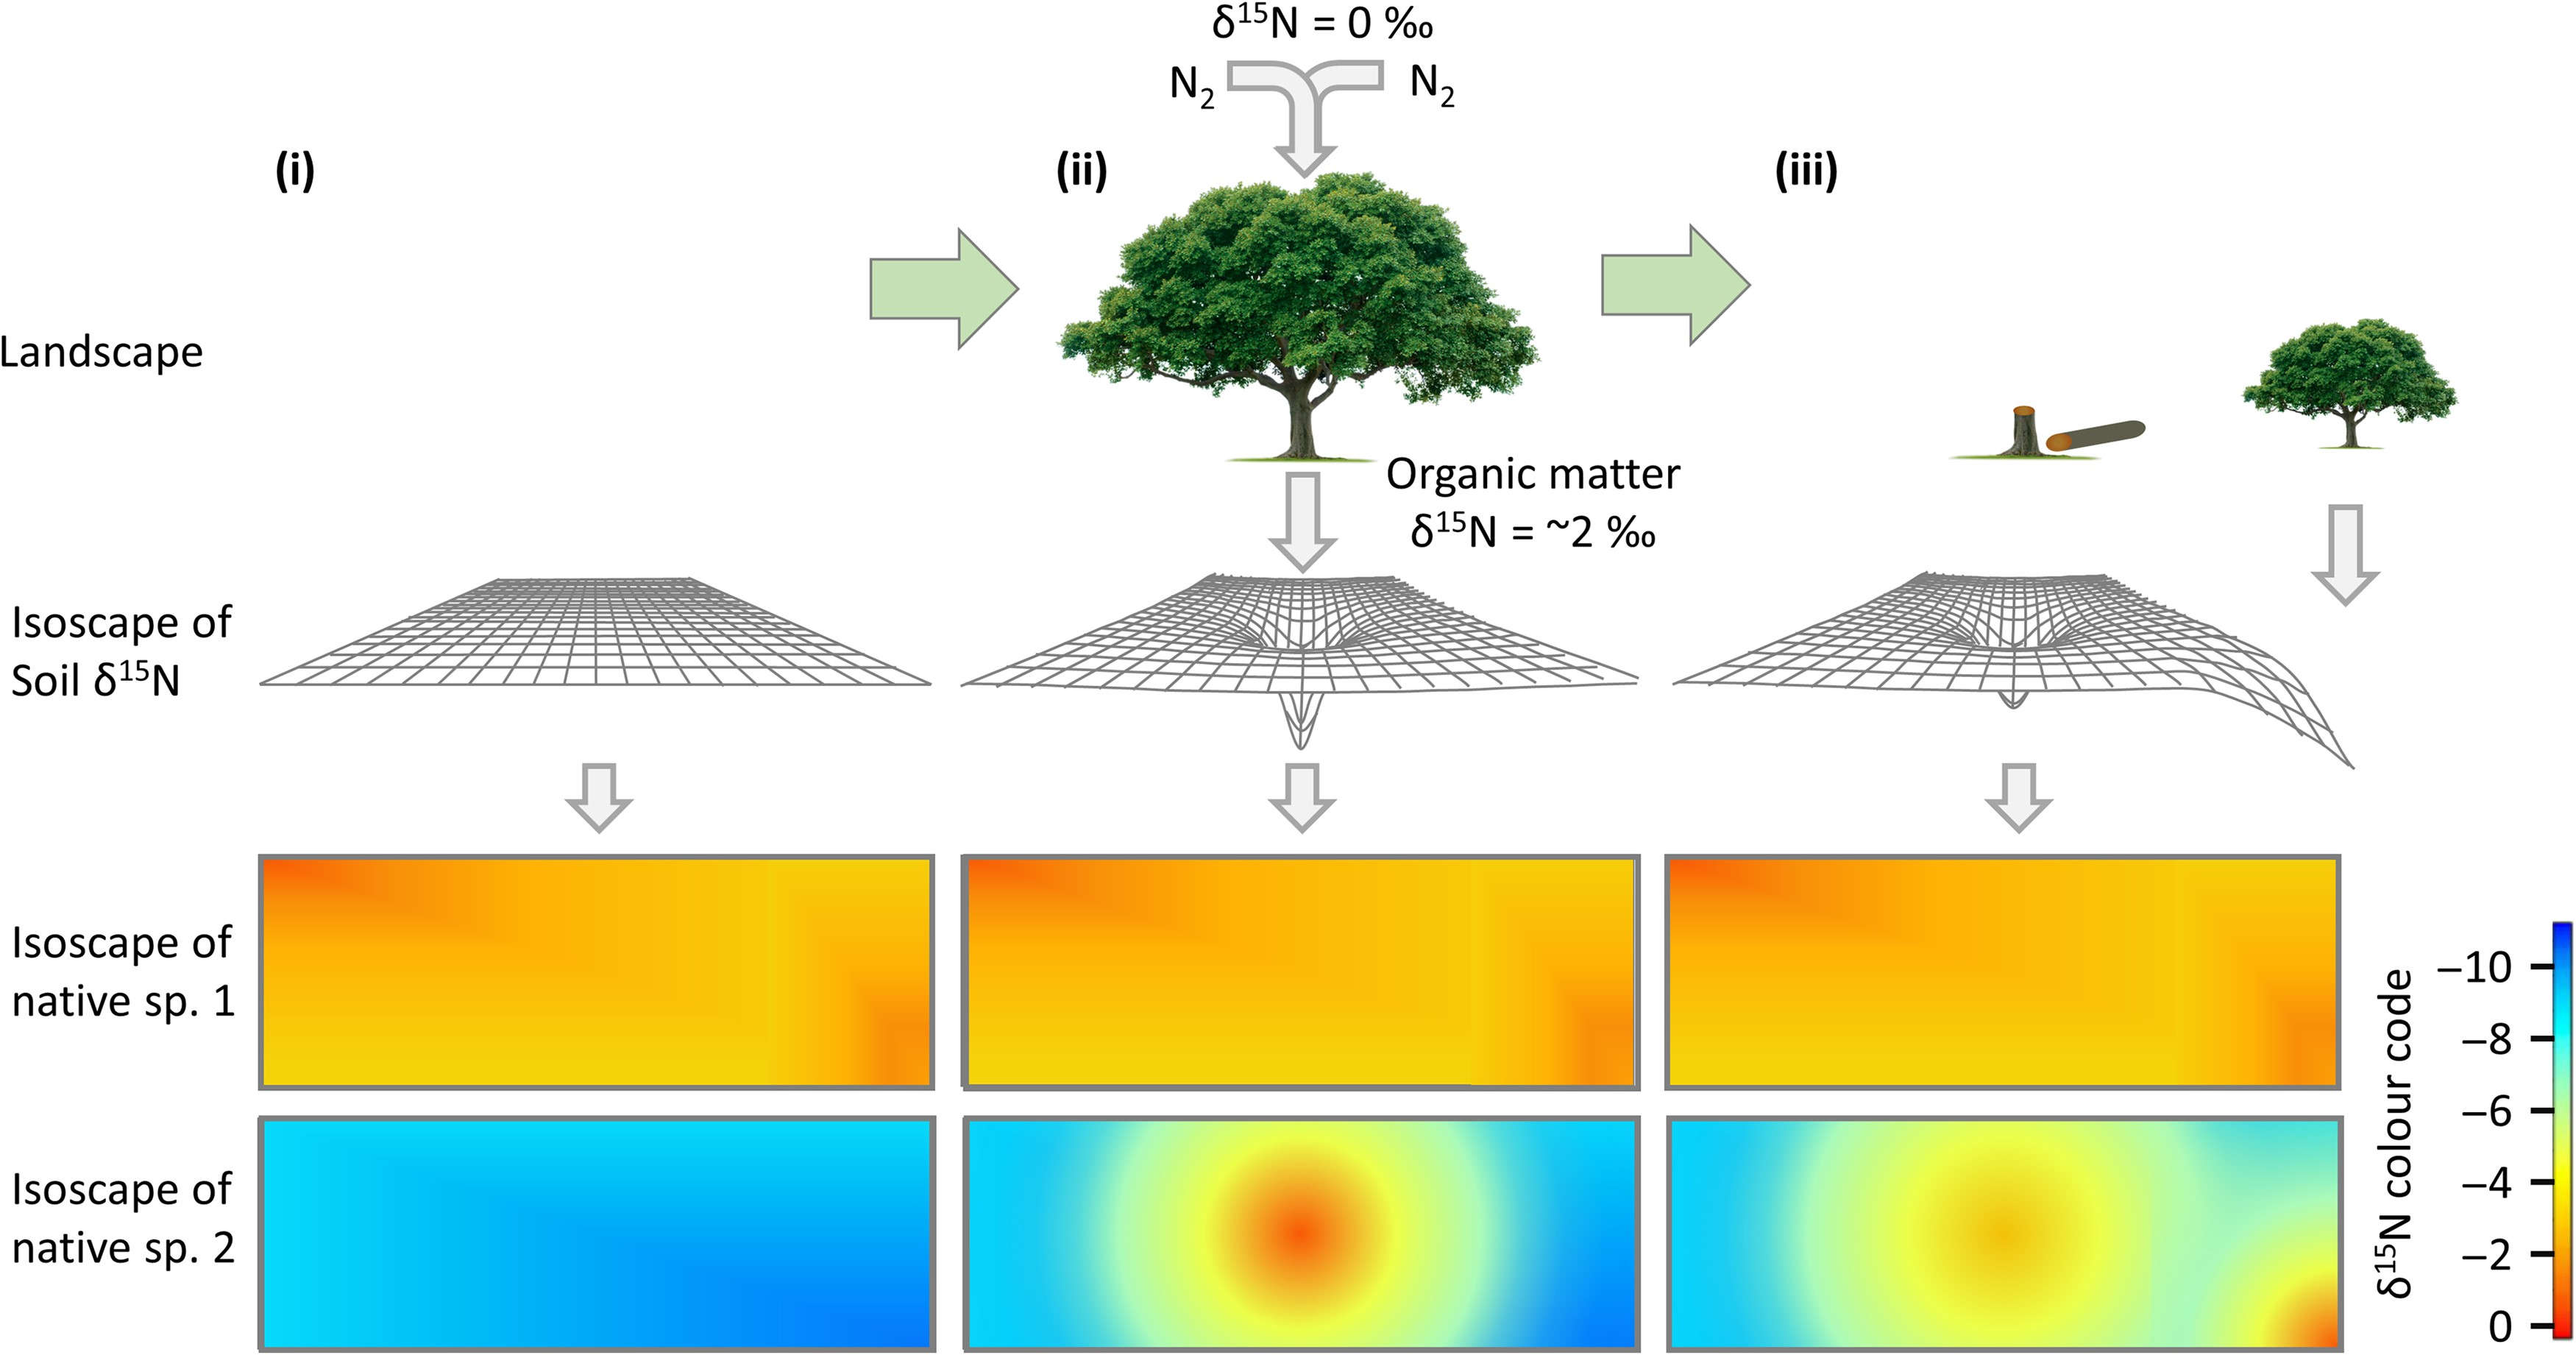 δ¹⁵N = 0 ‰
N₂ N₂
(i) (ii) (iii)
Landscape
Organic matter
δ¹⁵N = ~2 ‰
Isoscape of
Soil δ¹⁵N
Isoscape of
native sp. 1
Isoscape of
native sp. 2
δ¹⁵N colour code
–10
–8
–6
–4
–2
0